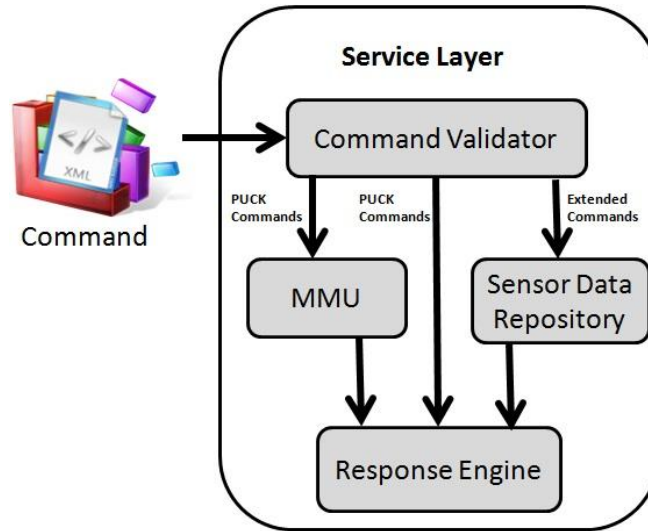 Service Layer
Command Validator
</>
XML
Command
PUCK
Commands
PUCK
Commands
Extended
Commands
MMU
Sensor Data
Repository
Response Engine